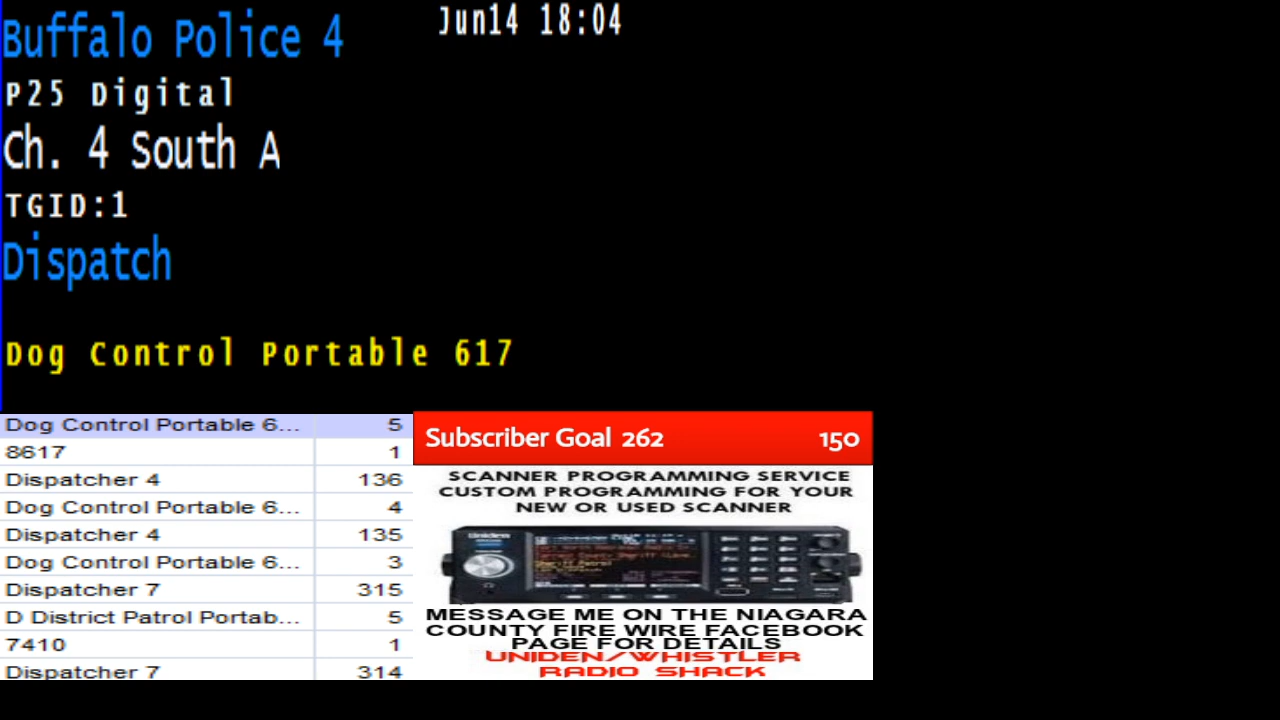 Buffalo Police 4
Jun14 18:04
P25 Digital
Ch. 4 South A
TGID:1
Dispatch
Dog Control Portable 617
Dog Control Portable 6... 5
8617 1
Dispatcher 4 136
Dog Control Portable 6... 4
Dispatcher 4 135
Dog Control Portable 6... 3
Dispatcher 7 315
D District Patrol Portab... 5
7410 1
Dispatcher 7 314
Subscriber Goal 262 150
SCANNER PROGRAMMING SERVICE
CUSTOM PROGRAMMING FOR YOUR
NEW OR USED SCANNER
Uniden
MESSAGE ME ON THE NIAGARA
COUNTY FIRE WIRE FACEBOOK
PAGE FOR DETAILS
UNIDEN/WHISTLER
RADIO SHACK